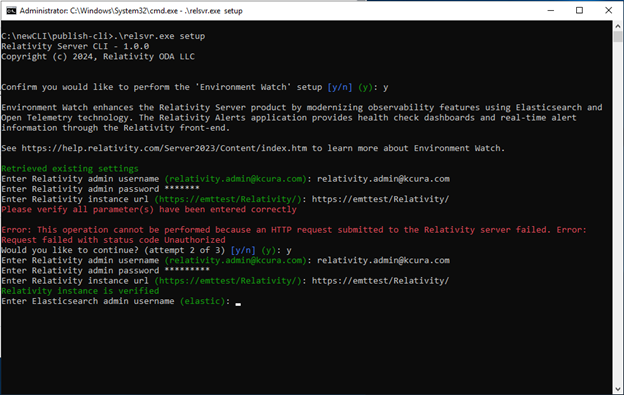 Administrator: C:\Windows\System32\cmd.exe - .\relsvr.exe setup
C:\newCLI\publish-cli>.\relsvr.exe setup
Relativity Server CLI - 1.0.0
Copyright (c) 2024, Relativity ODA LLC
Confirm you would like to perform the 'Environment Watch' setup [y/n] (y): y
Environment Watch enhances the Relativity Server product by modernizing observability features using Elasticsearch and
Open Telemetry technology. The Relativity Alerts application provides health check dashboards and real-time alert
information through the Relativity front-end.
See https://help.relativity.com/Server2023/Content/index.htm to learn more about Environment Watch.
Retrieved existing settings
Enter Relativity admin username (relativity.admin@kcura.com): relativity.admin@kcura.com
Enter Relativity admin password *******
Enter Relativity instance url (https://emttest/Relativity/): https://emttest/Relativity/
Please verify all parameter(s) have been entered correctly
Error: This operation cannot be performed because an HTTP request submitted to the Relativity server failed. Error:
Request failed with status code Unauthorized
Would you like to continue? (attempt 2 of 3) [y/n] (y): y
Enter Relativity admin username (relativity.admin@kcura.com): relativity.admin@kcura.com
Enter Relativity admin password *********
Enter Relativity instance url (https://emttest/Relativity/): https://emttest/Relativity/
Relativity instance is verified
Enter Elasticsearch admin username (elastic):